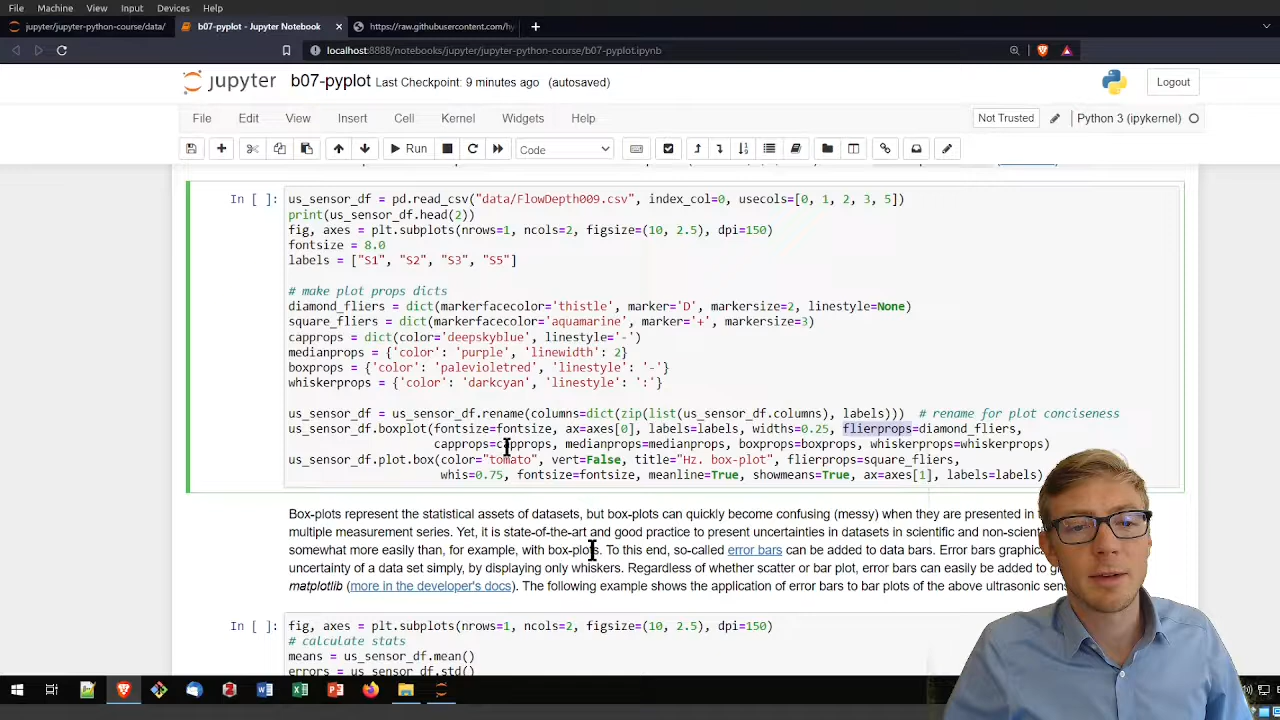 File Menu Window Input Devices Help
jupyter/jupyter-python-course/data/ b07-pyplot - Jupyter Notebook https://raw.githubusercontent.com/hy
localhost:8888/notebooks/jupyter/jupyter-python-course/b07-pyplot.ipynb
jupyter b07-pyplot Last Checkpoint: 9 minutes ago (autosaved) Logout
File Edit View Insert Cell Kernel Widgets Help Not Trusted Python 3 (ipykernel)
Run Code
In [ ]: us_sensor_df = pd.read_csv("data/FlowDepth009.csv", index_col=0, usecols=[0, 1, 2, 3, 5])
print(us_sensor_df.head(2))
fig, axes = plt.subplots(nrows=1, ncols=2, figsize=(10, 2.5), dpi=150)
fontsize = 8.0
labels = ["S1", "S2", "S3", "S5"]
# make plot props dicts
diamond_fliers = dict(markerfacecolor='thistle', marker='D', markersize=2, linestyle=None)
square_fliers = dict(markerfacecolor='aquamarine', marker='+', markersize=3)
capprops = dict(color='deepskyblue', linestyle='-')
medianprops = {'color': 'purple', 'linewidth': 2}
boxprops = {'color': 'palevioletred', 'linestyle': '-'}
whiskerprops = {'color': 'darkcyan', 'linestyle': ':'}
us_sensor_df = us_sensor_df.rename(columns=dict(zip(list(us_sensor_df.columns), labels))) # rename for plot conciseness
us_sensor_df.boxplot(fontsize=fontsize, ax=axes[0], labels=labels, widths=0.25, flierprops=diamond_fliers,
capprops=capprops, medianprops=medianprops, boxprops=boxprops, whiskerprops=whiskerprops)
us_sensor_df.plot.box(color="tomato", vert=False, title="Hz. box-plot", flierprops=square_fliers,
whis=0.75, fontsize=fontsize, meanline=True, showmeans=True, ax=axes[1], labels=labels)
Box-plots represent the statistical assets of datasets, but box-plots can quickly become confusing (messy) when they are presented in
multiple measurement series. Yet, it is state-of-the-art and good practice to present uncertainties in datasets in scientific and non-scien
somewhat more easily than, for example, with box-plots. To this end, so-called error bars can be added to data bars. Error bars graphic
uncertainty of a data set simply, by displaying only whiskers. Regardless of whether scatter or bar plot, error bars can easily be added to
matplotlib (more in the developer's docs). The following example shows the application of error bars to bar plots of the above ultrasonic
In [ ]: fig, axes = plt.subplots(nrows=1, ncols=2, figsize=(10, 2.5), dpi=150)
# calculate stats
means = us_sensor_df.mean()
errors = us_sensor_df.std()